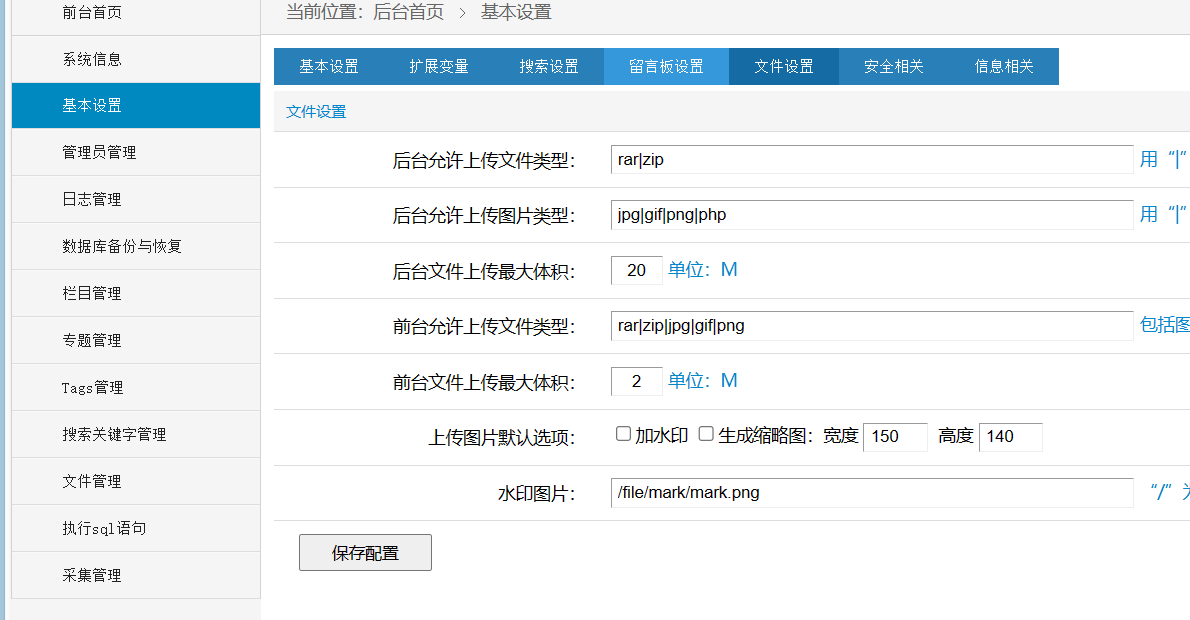 前台首页
系统信息
基本设置
管理员管理
日志管理
数据库备份与恢复
栏目管理
专题管理
Tags管理
搜索关键字管理
文件管理
执行sql语句
采集管理
当前位置：后台首页 > 基本设置
基本设置 扩展变量 搜索设置 留言板设置 文件设置 安全相关 信息相关
文件设置
后台允许上传文件类型： rar|zip 用 “|”
后台允许上传图片类型： jpg|gif|png|php 用 “|”
后台文件上传最大体积： 20 单位：M
前台允许上传文件类型： rar|zip|jpg|gif|png 包括图
前台文件上传最大体积： 2 单位：M
上传图片默认选项： 加水印 生成缩略图：宽度 150 高度 140
水印图片： /file/mark/mark.png “/”
保存配置